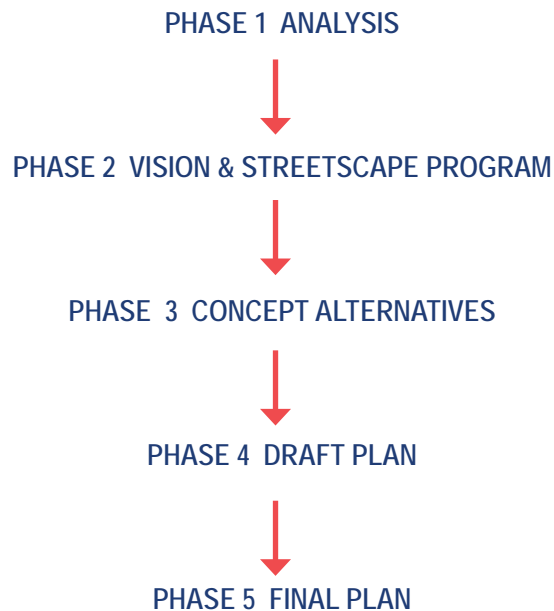 PHASE 1 ANALYSIS
PHASE 2 VISION & STREETSCAPE PROGRAM
PHASE 3 CONCEPT ALTERNATIVES
PHASE 4 DRAFT PLAN
PHASE 5 FINAL PLAN